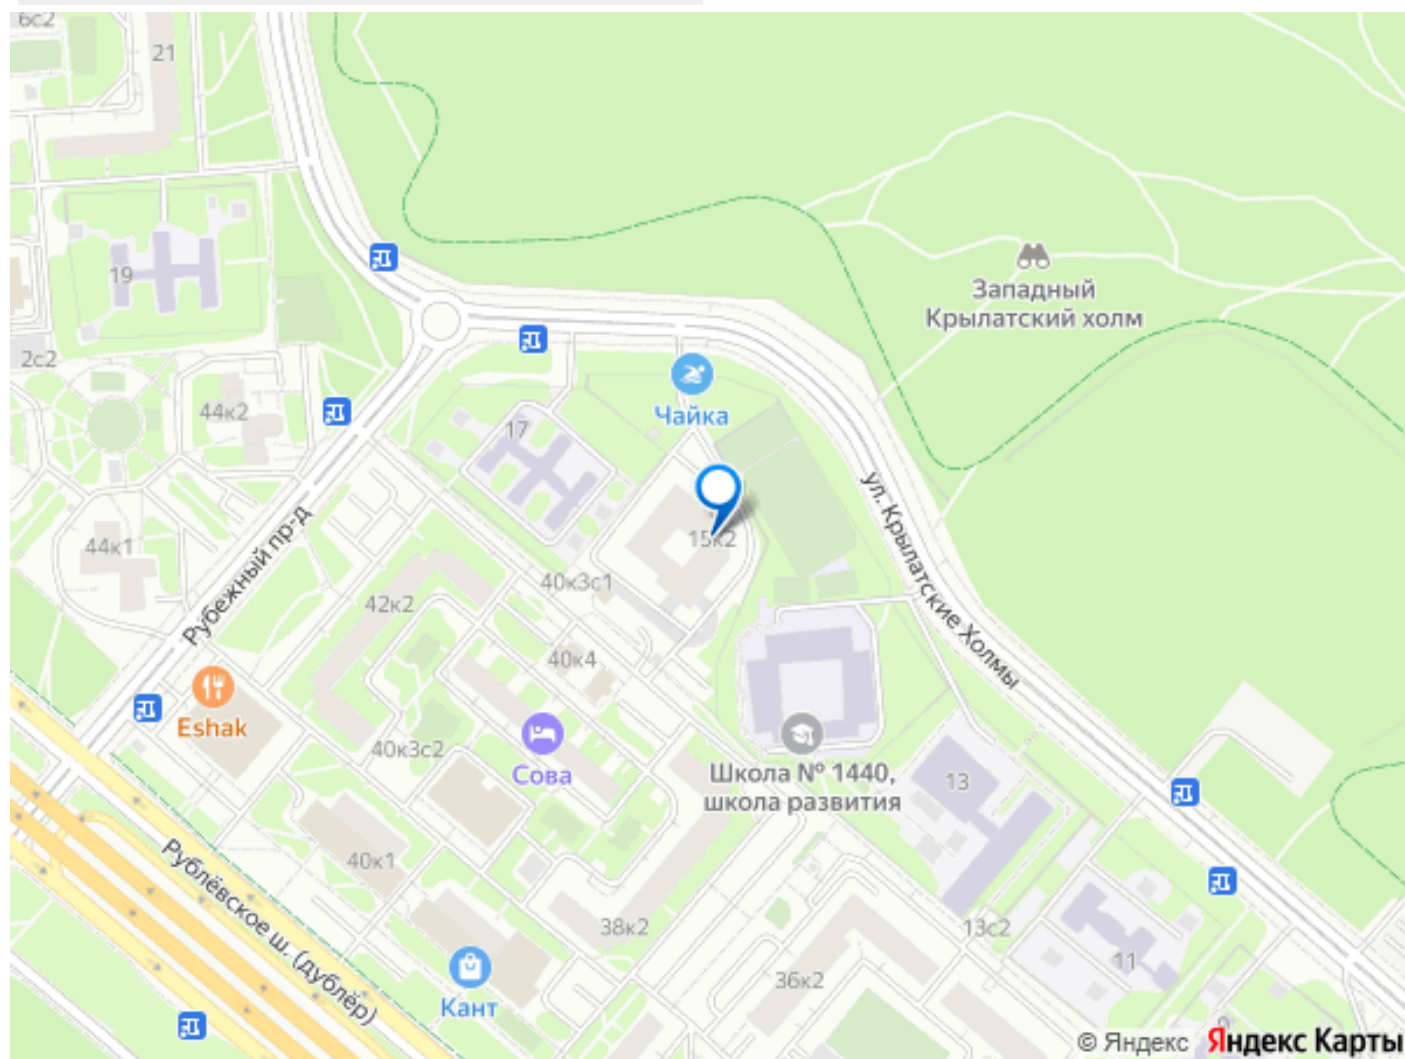 6с2
21
19
2с2
44к2
17
Чайка
Западный
Крылатский холм
44к1
Рубежный пр-д
15к2
ул. Крылатские Холмы
42к2
40к3с1
40к4
Eshak
40к3с2
Сова
Школа № 1440,
школа развития
13
40к1
Рублёвское ш. (дублёр)
38к2
13с2
11
36к2
Кант
9
© Яндекс Яндекс Карты